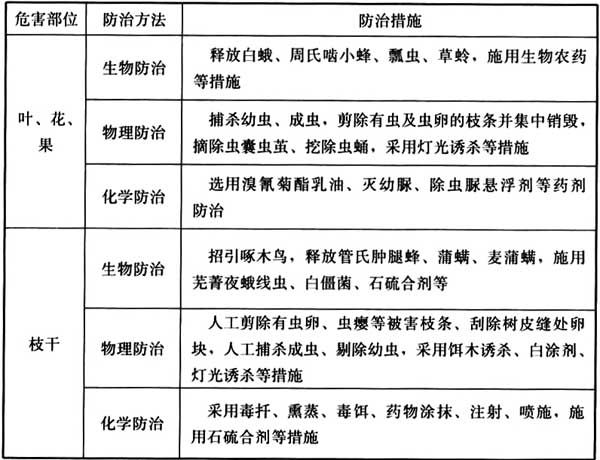 危害部位 防治方法 防治措施
叶、花、果
生物防治
释放白蛾、周氏啮小蜂、瓢虫、草蛉，施用生物农药
等措施
物理防治
捕杀幼虫、成虫，剪除有虫及虫卵的枝条并集中销毁，
摘除虫囊虫茧、挖除虫蛹，采用灯光诱杀等措施
化学防治
选用溴氰菊酯乳油、灭幼脲、除虫脲悬浮剂等药剂
防治
枝干
生物防治
招引啄木鸟，释放管氏肿腿蜂、蒲螨、麦蒲螨，施用
芜菁夜蛾线虫、白僵菌、石硫合剂等
物理防治
人工剪除有虫卵、虫瘿等被害枝条、刮除树皮缝处卵
块，人工捕杀成虫、剔除幼虫，采用饵木诱杀、白涂剂、
灯光诱杀等措施
化学防治
采用毒扦、熏蒸、毒饵、药物涂抹、注射、喷施，施
用石硫合剂等措施